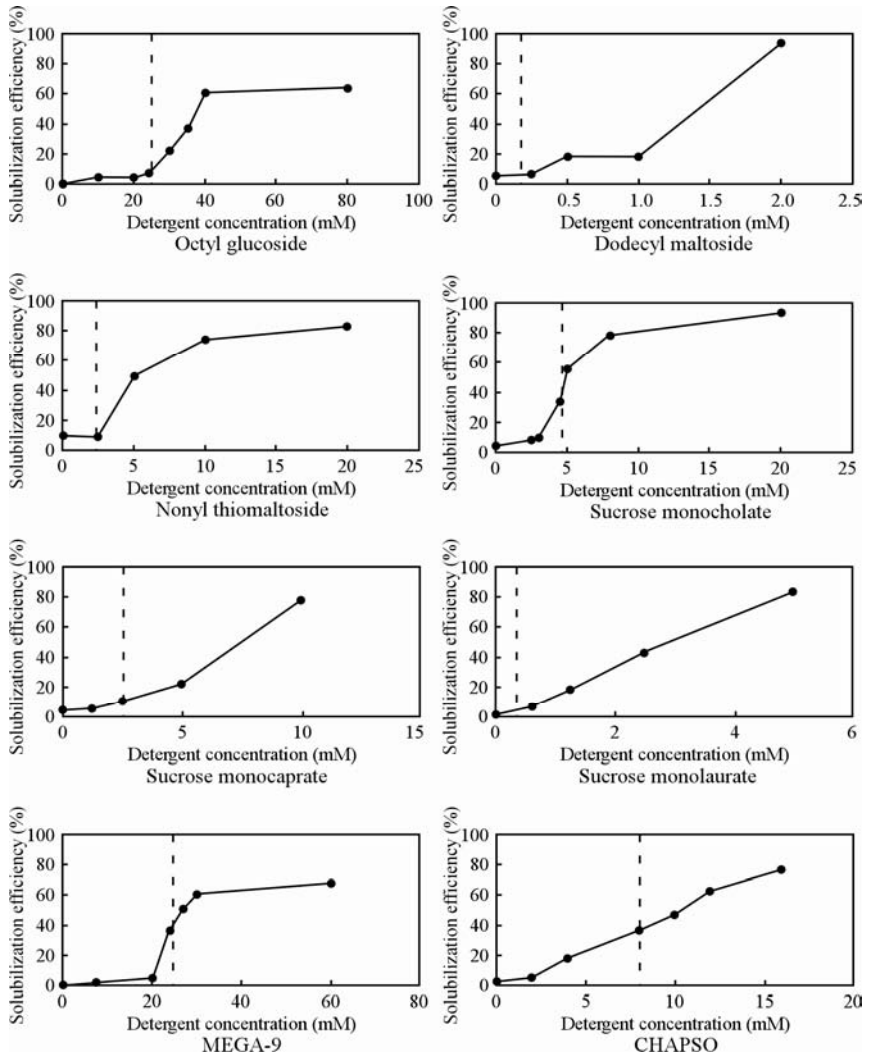 Solubilization efficiency (%)
100
80
60
40
20
0
0 20 40 60 80 100
Detergent concentration (mM)
Octyl glucoside
Solubilization efficiency (%)
100
80
60
40
20
0
0 0.5 1.0 1.5 2.0 2.5
Detergent concentration (mM)
Dodecyl maltoside
Solubilization efficiency (%)
100
80
60
40
20
0
0 5 10 15 20 25
Detergent concentration (mM)
Nonyl thiomaltoside
Solubilization efficiency (%)
100
80
60
40
20
0
0 5 10 15 20 25
Detergent concentration (mM)
Sucrose monocholate
Solubilization efficiency (%)
100
80
60
40
20
0
0 5 10 15
Detergent concentration (mM)
Sucrose monocaprate
Solubilization efficiency (%)
100
80
60
40
20
0
0 2 4 6
Detergent concentration (mM)
Sucrose monolaurate
Solubilization efficiency (%)
100
80
60
40
20
0
0 20 40 60 80
Detergent concentration (mM)
MEGA-9
Solubilization efficiency (%)
100
80
60
40
20
0
0 5 10 15 20
Detergent concentration (mM)
CHAPSO